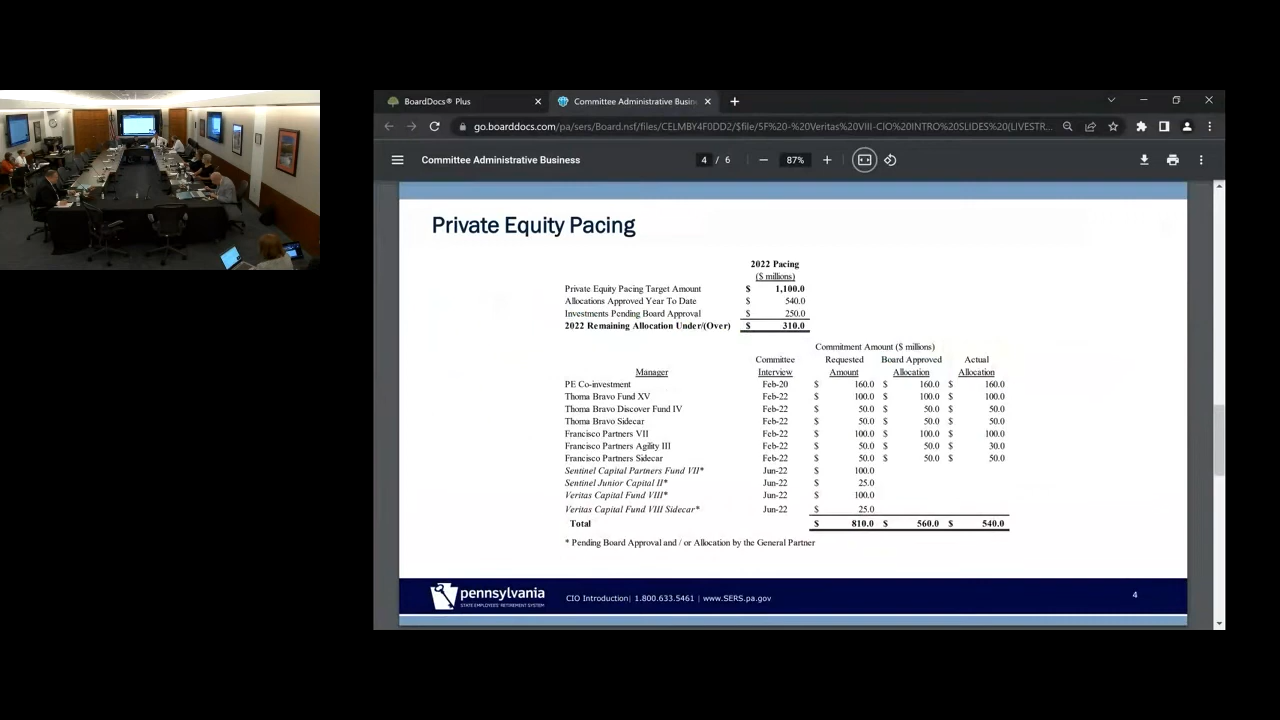 BoardDocs® Plus
Committee Administrative Busin
go.boarddocs.com/pa/sers/Board.nsf/files/CELMBY4F0DD2/$file/5F%20-%20Veritas%20VIII-CIO%20INTRO%20SLIDES%20(LIVESTR...
Committee Administrative Business
4 / 6
87%
Private Equity Pacing
2022 Pacing
($ millions)
Private Equity Pacing Target Amount $ 1,100.0
Allocations Approved Year To Date $ 540.0
Investments Pending Board Approval $ 250.0
2022 Remaining Allocation Under/(Over) $ 310.0
Commitment Amount ($ millions)
Committee Requested Board Approved Actual
Manager Interview Amount Allocation Allocation
PE Co-investment Feb-20 $ 160.0 $ 160.0 $ 160.0
Thoma Bravo Fund XV Feb-22 $ 100.0 $ 100.0 $ 100.0
Thoma Bravo Discover Fund IV Feb-22 $ 50.0 $ 50.0 $ 50.0
Thoma Bravo Sidecar Feb-22 $ 50.0 $ 50.0 $ 50.0
Francisco Partners VII Feb-22 $ 100.0 $ 100.0 $ 100.0
Francisco Partners Agility III Feb-22 $ 50.0 $ 50.0 $ 30.0
Francisco Partners Sidecar Feb-22 $ 50.0 $ 50.0 $ 50.0
Sentinel Capital Partners Fund VII* Jun-22 $ 100.0
Sentinel Junior Capital II* Jun-22 $ 25.0
Veritas Capital Fund VIII* Jun-22 $ 100.0
Veritas Capital Fund VIII Sidecar* Jun-22 $ 25.0
Total $ 810.0 $ 560.0 $ 540.0
* Pending Board Approval and / or Allocation by the General Partner
pennsylvania
STATE EMPLOYEES' RETIREMENT SYSTEM
CIO Introduction| 1.800.633.5461 | www.SERS.pa.gov
4